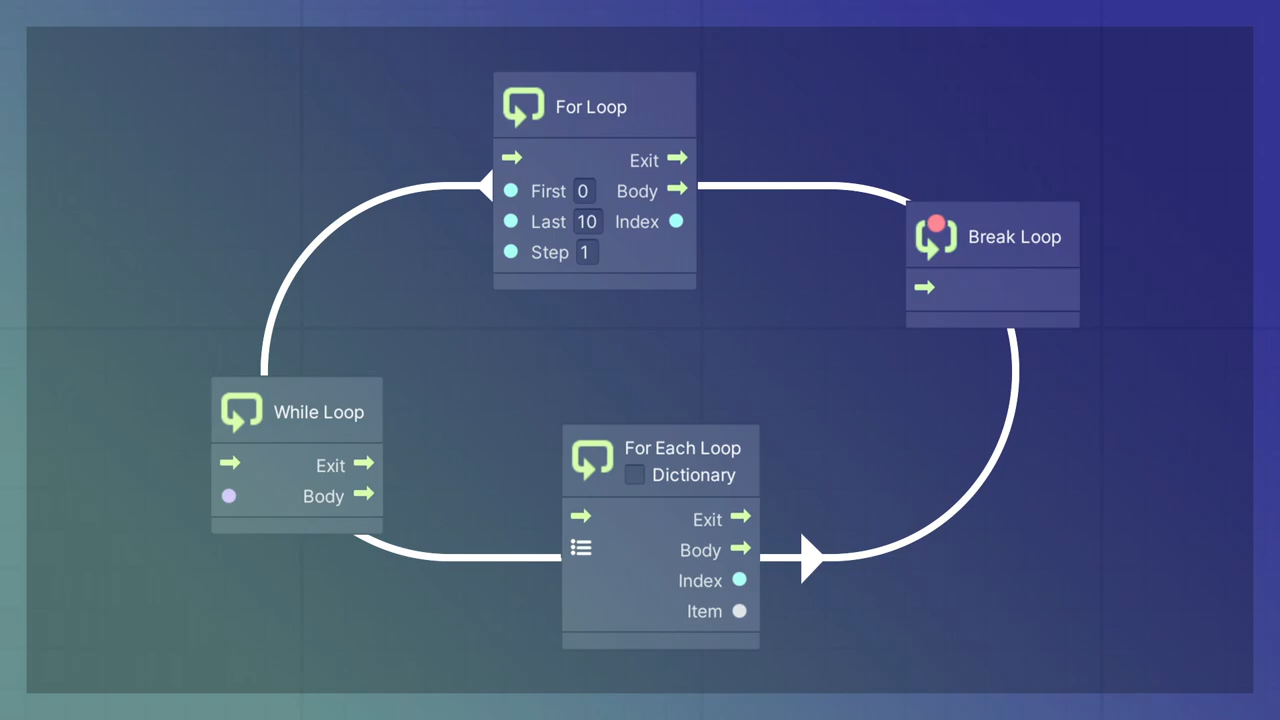 For Loop
Exit
First 0 Body
Last 10 Index
Step 1
Break Loop
While Loop
Exit
Body
For Each Loop
Dictionary
Exit
Body
Index
Item